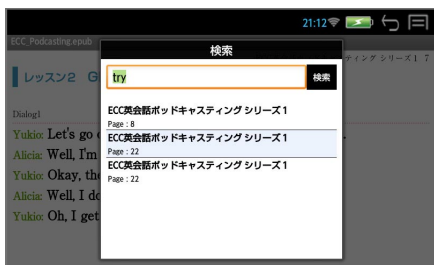 21:12
ECC_Podcasting.epub
ティング シリーズ1 7
検索
レッスン2 G
try
検索
ECC英会話ポッドキャスティング シリーズ1
Page : 8
ECC英会話ポッドキャスティング シリーズ1
Page : 22
ECC英会話ポッドキャスティング シリーズ1
Page : 22
Dialog1
Yukio: Let's go
Alicia: Well, I'm
Yukio: Okay, the
Alicia: Well, I do
Yukio: Oh, I get